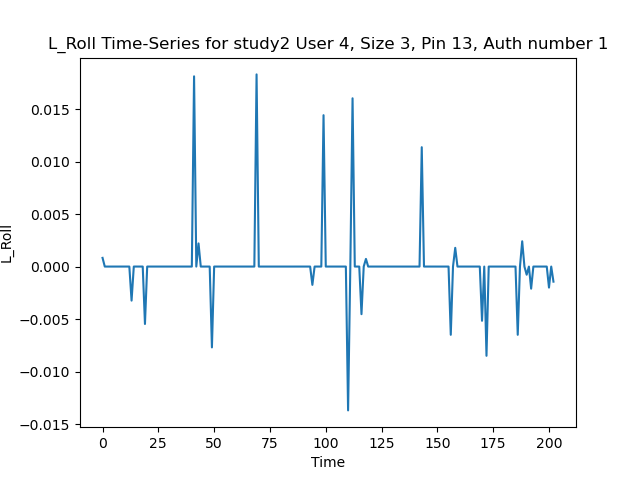 L_Roll Time-Series for study2 User 4, Size 3, Pin 13, Auth number 1
0.015
0.010
0.005
0.000
−0.005
−0.010
−0.015
L_Roll
0 25 50 75 100 125 150 175 200
Time